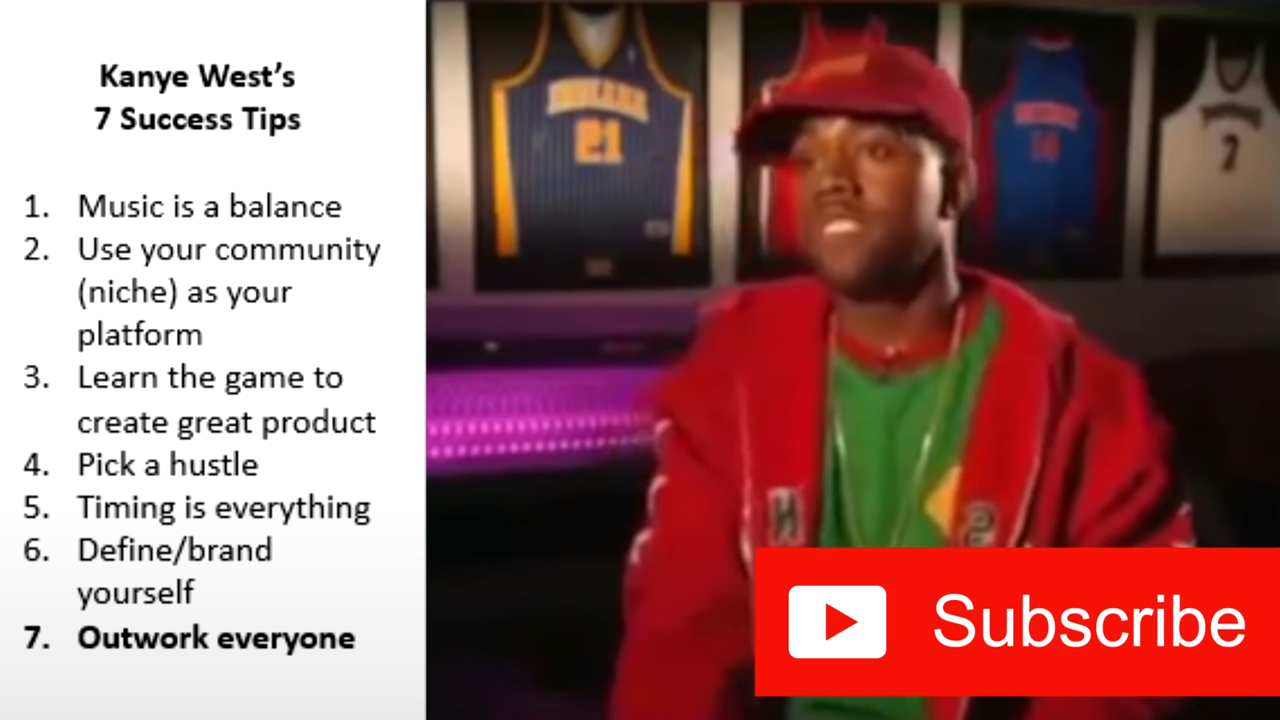 Kanye West’s
7 Success Tips
1. Music is a balance
2. Use your community
(niche) as your
platform
3. Learn the game to
create great product
4. Pick a hustle
5. Timing is everything
6. Define/brand
yourself
7. Outwork everyone
INDIANA
21
2
N
S
Subscribe